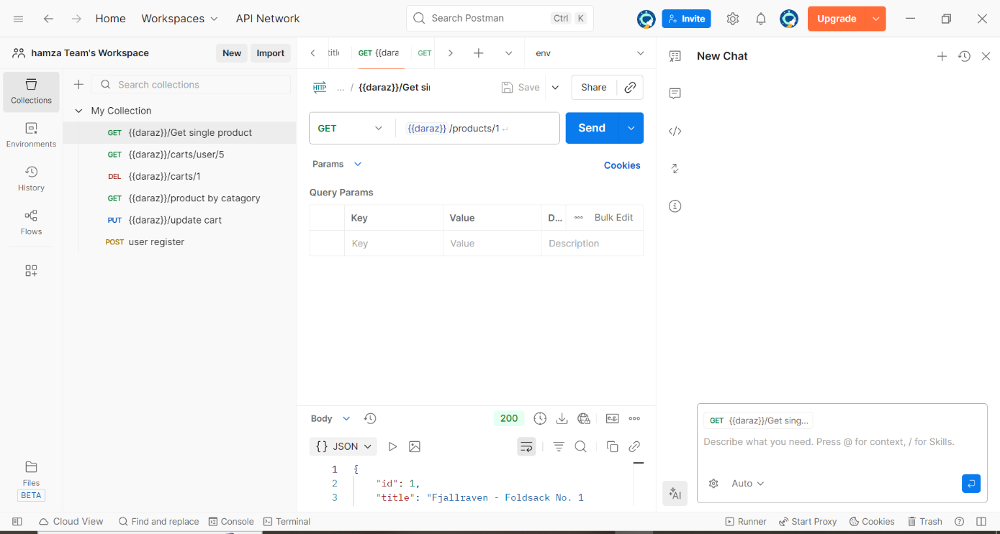 Home Workspaces API Network Search Postman Ctrl K Invite Upgrade
hamza Team's Workspace New Import
GET {{dara GET env
New Chat
Collections
Environments
History
Flows
Files
BETA
Search collections
My Collection
GET {{daraz}}/Get single product
GET {{daraz}}/carts/user/5
DEL {{daraz}}/carts/1
GET {{daraz}}/product by catagory
PUT {{daraz}}/update cart
POST user register
HTTP ... / {{daraz}}/Get si Save Share
GET {{daraz}} /products/1 Send
Params Cookies
Query Params
Key Value D... Bulk Edit
Key Value Description
Body 200 e.g.
{} JSON
1 {
2 "id": 1,
3 "title": "Fjallraven - Foldsack No. 1
GET {{daraz}}/Get sing...
Describe what you need. Press @ for context, / for Skills.
Auto
AI
Cloud View Find and replace Console Terminal Runner Start Proxy Cookies Trash